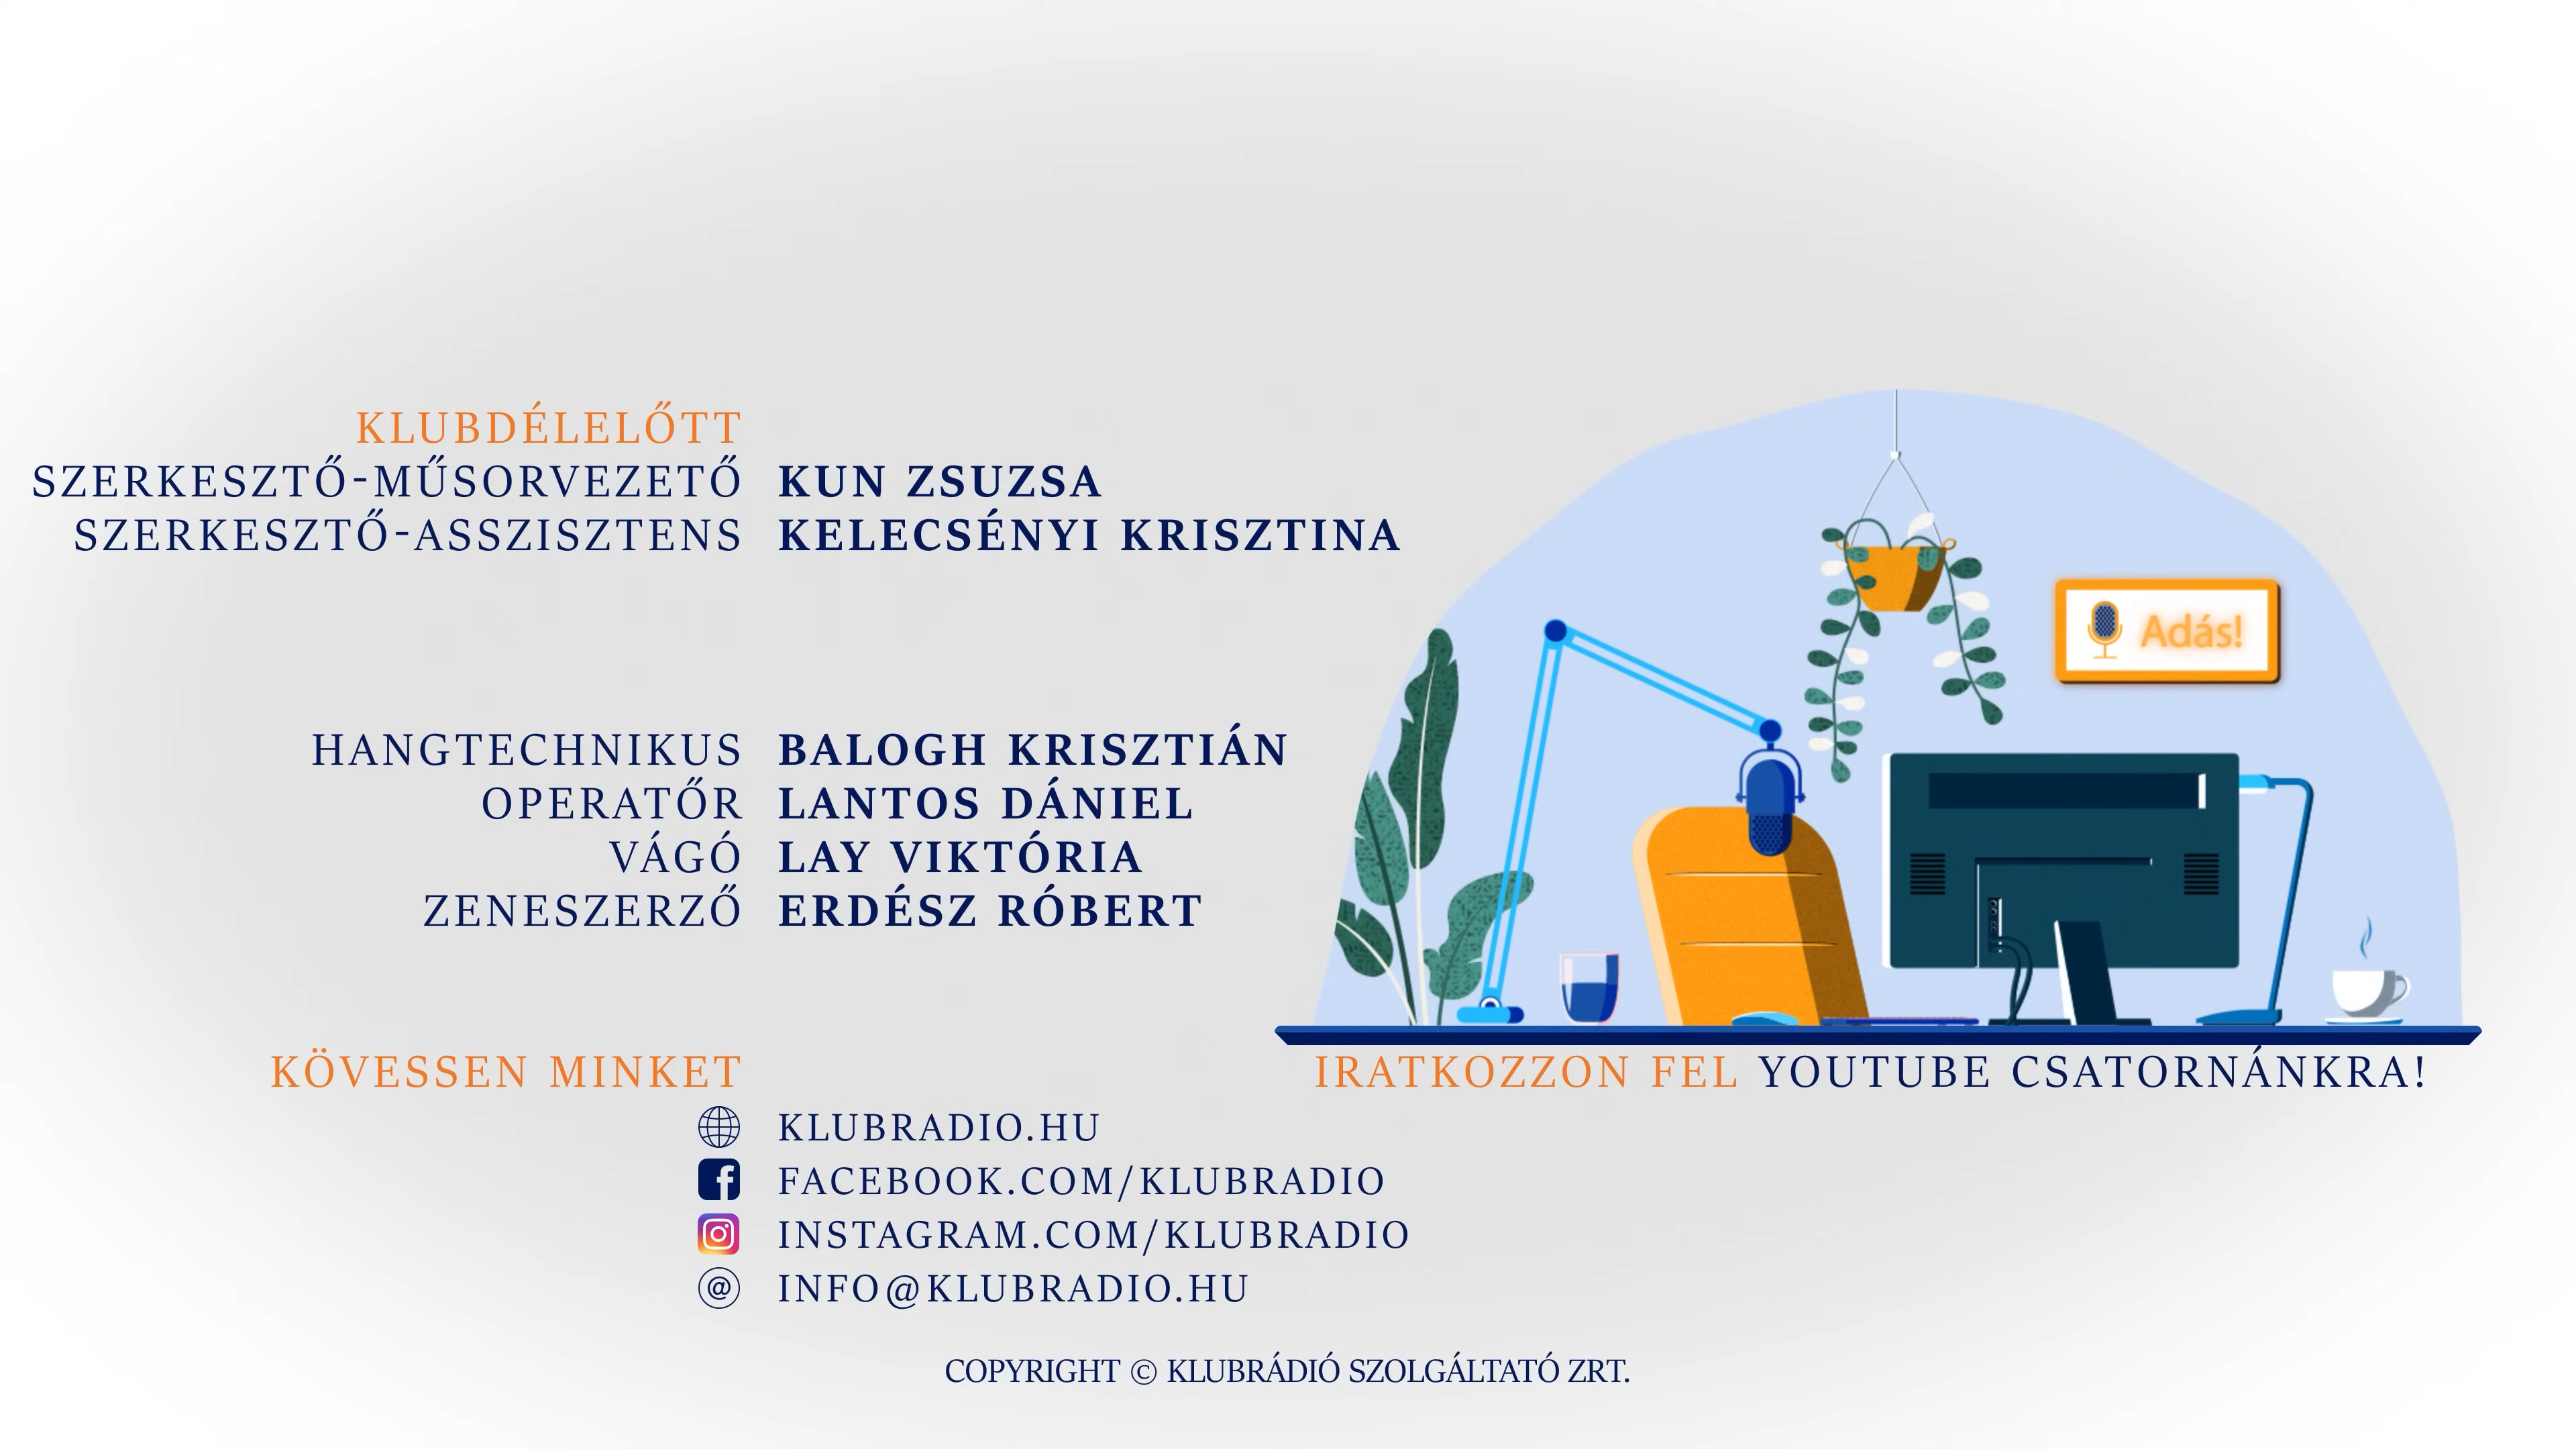 KLUBDÉLELŐTT
SZERKESZTŐ-MŰSORVEZETŐ KUN ZSUZSA
SZERKESZTŐ-ASSZISZTENS KELECSÉNYI KRISZTINA
Adás!
HANGTECHNIKUS BALOGH KRISZTIÁN
OPERATŐR LANTOS DÁNIEL
VÁGÓ LAY VIKTÓRIA
ZENESZERZŐ ERDÉSZ RÓBERT
KÖVESSEN MINKET
IRATKOZZON FEL YOUTUBE CSATORNÁNKRA!
KLUBRADIO.HU
FACEBOOK.COM/KLUBRADIO
INSTAGRAM.COM/KLUBRADIO
INFO@KLUBRADIO.HU
COPYRIGHT © KLUBRÁDIÓ SZOLGÁLTATÓ ZRT.